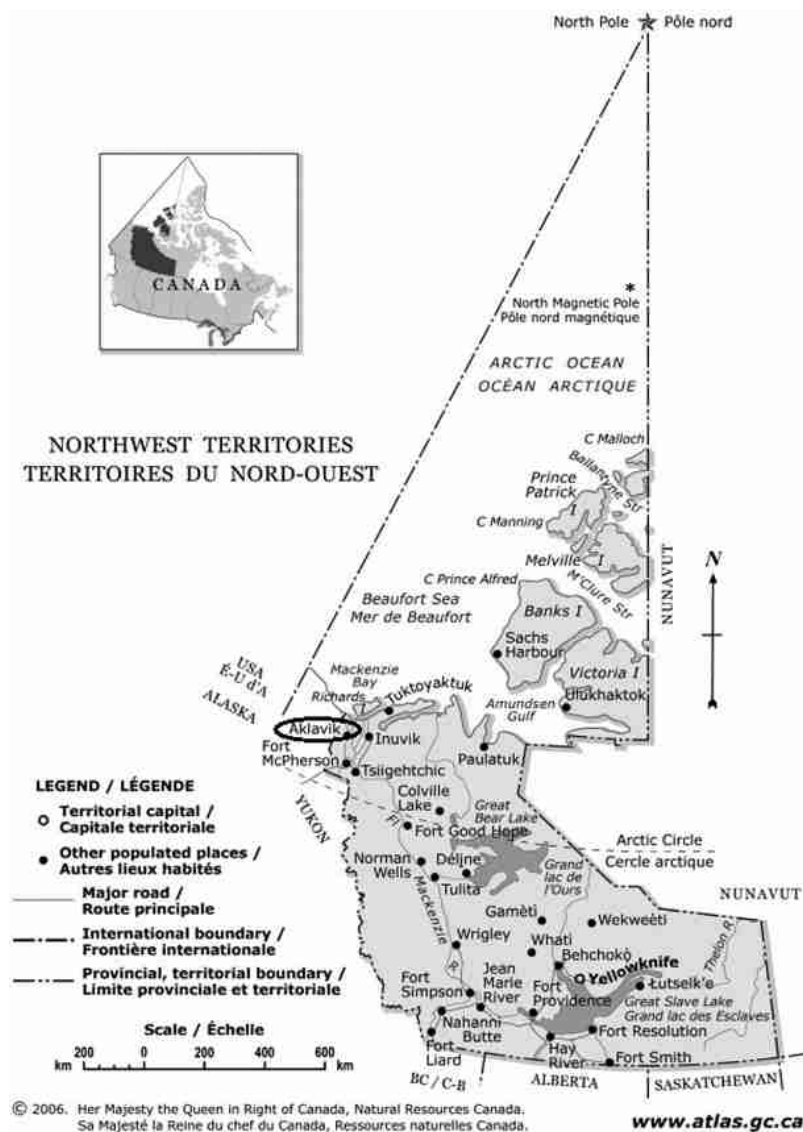 North Pole ★ Pôle nord
CANADA
*
North Magnetic Pole
Pôle nord magnétique
ARCTIC OCEAN
OCÉAN ARCTIQUE
NORTHWEST TERRITORIES
TERRITOIRES DU NORD-OUEST
C Malloch
Ballantyne Str
Prince
Patrick
I
C Manning
Melville I
M'Clure Str
NUNAVUT
N
C Prince Alfred
Beaufort Sea
Mer de Beaufort
Banks I
Sachs
Harbour
Victoria I
Ulukhaktok
Amundsen
Gulf
USA
É-U d'A
ALASKA
Mackenzie
Bay
Richards
I
Tuktoyaktuk
Aklavik
Inuvik
Fort
McPherson
Tsiigehtchic
Paulatuk
YUKON
Colville
Lake
Great
Bear Lake
Fort Good Hope
Arctic Circle
Cercle arctique
Norman
Wells
Déljne
Tulita
Grand
lac de
l'Ours
Fl
Mackenzie
R
NUNAVUT
Gamètì
Wekweètì
Wrigley
Whatì
Behchokò
Yellowknife
Thelon R
Łutselk'e
Fort
Simpson
Jean
Marie
River
Fort
Providence
Great Slave Lake
Grand lac des Esclaves
Nahanni
Butte
Fort Resolution
Fort
Liard
Hay
River
Fort Smith
BC / C-B
ALBERTA
SASKATCHEWAN
LEGEND / LÉGENDE
Territorial capital /
Capitale territoriale
Other populated places /
Autres lieux habités
Major road /
Route principale
International boundary /
Frontière internationale
Provincial, territorial boundary /
Limite provinciale et territoriale
Scale / Échelle
200 0 200 400 600
km km
© 2006. Her Majesty the Queen in Right of Canada, Natural Resources Canada.
Sa Majesté la Reine du chef du Canada, Ressources naturelles Canada.
www.atlas.gc.ca